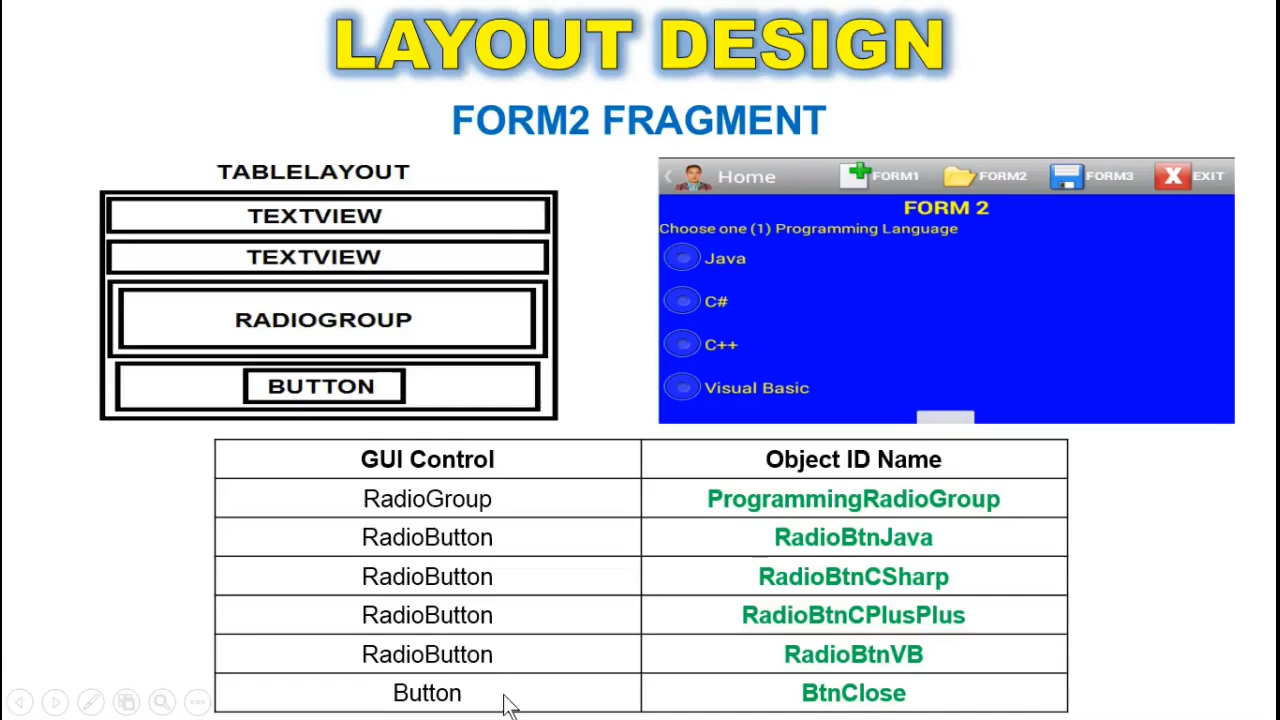 LAYOUT DESIGN
FORM2 FRAGMENT
TABLELAYOUT
TEXTVIEW
TEXTVIEW
RADIOGROUP
BUTTON
Home FORM1 FORM2 FORM3 X EXIT
FORM 2
Choose one (1) Programming Language
Java
C#
C++
Visual Basic
GUI Control Object ID Name
RadioGroup ProgrammingRadioGroup
RadioButton RadioBtnJava
RadioButton RadioBtnCSharp
RadioButton RadioBtnCPlusPlus
RadioButton RadioBtnVB
Button BtnClose